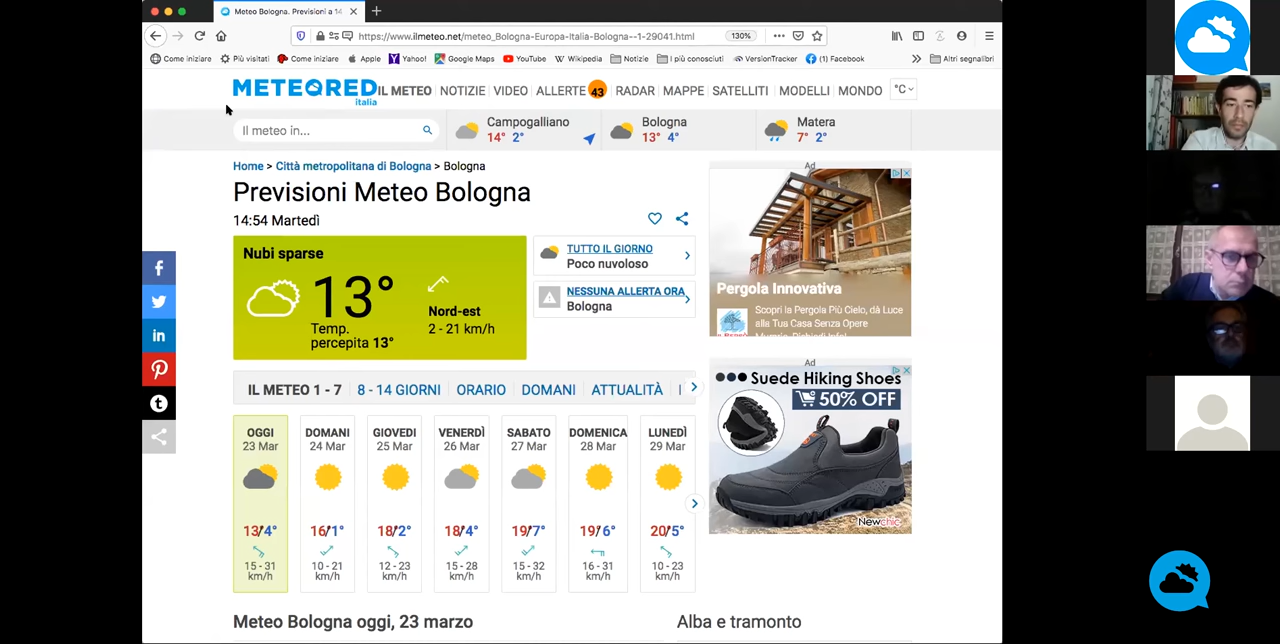 Meteo Bologna. Previsioni a 14
https://www.ilmeteo.net/meteo_Bologna-Europa-Italia-Bologna--1-29041.html
130%
Come iniziare
Più visitati
Come iniziare
Apple
Yahoo!
Google Maps
YouTube
Wikipedia
Notizie
I più conosciuti
VersionTracker
(1) Facebook
Altri segnalibri
METEORED
italia
IL METEO
NOTIZIE
VIDEO
ALLERTE
43
RADAR
MAPPE
SATELLITI
MODELLI
MONDO
°C
Il meteo in...
Campogalliano
14° 2°
Bologna
13° 4°
Matera
7° 2°
Home > Città metropolitana di Bologna > Bologna
Previsioni Meteo Bologna
14:54 Martedì
Nubi sparse
13°
Temp.
percepita 13°
Nord-est
2 - 21 km/h
TUTTO IL GIORNO
Poco nuvoloso
NESSUNA ALLERTA ORA
Bologna
Ad
Pergola Innovativa
Scopri la Pergola Più Cielo, dà Luce
alla Tua Casa Senza Opere
IL METEO 1 - 7
8 - 14 GIORNI
ORARIO
DOMANI
ATTUALITÀ
OGGI
23 Mar
13/4°
15 - 31
km/h
DOMANI
24 Mar
16/1°
10 - 21
km/h
GIOVEDÌ
25 Mar
18/2°
12 - 23
km/h
VENERDÌ
26 Mar
18/4°
15 - 28
km/h
SABATO
27 Mar
19/7°
15 - 32
km/h
DOMENICA
28 Mar
19/6°
16 - 31
km/h
LUNEDÌ
29 Mar
20/5°
10 - 23
km/h
Ad
Suede Hiking Shoes
50% OFF
Newchic
Meteo Bologna oggi, 23 marzo
Alba e tramonto